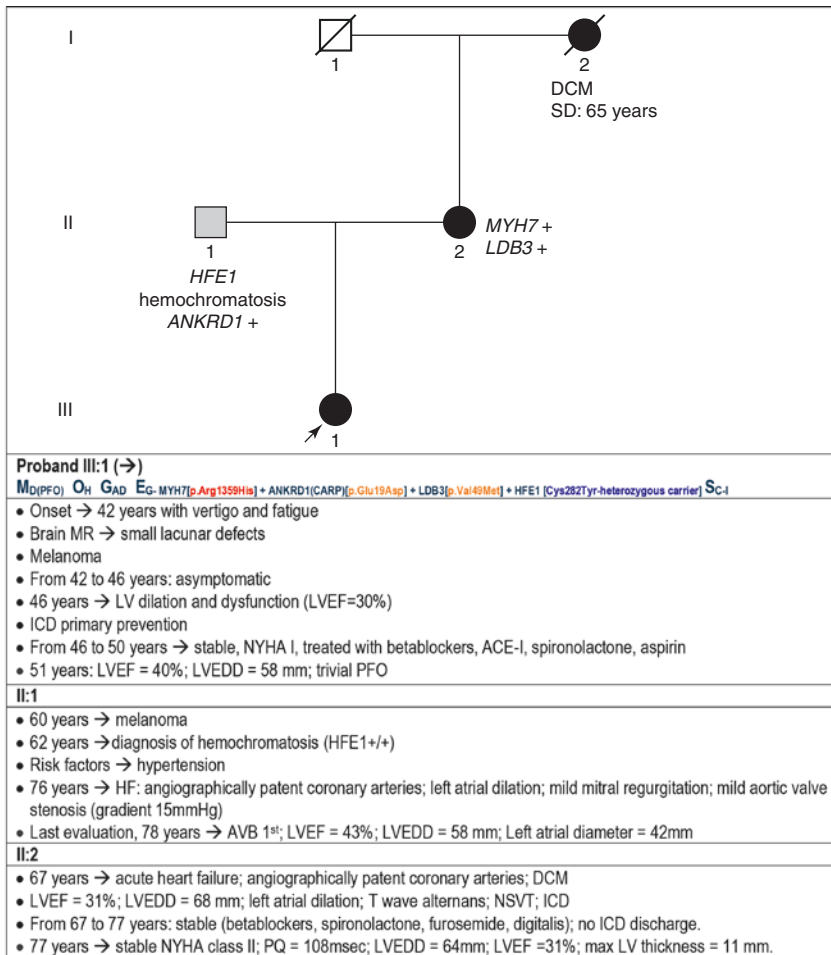 I
1
2
DCM
SD: 65 years
II
1
2
MYH7 +
LDB3 +
HFE1
hemochromatosis
ANKRD1 +
III
1
Proband III:1 (→)
MD(PFO) OH GAD EG- MYH7[p.Arg1359His] + ANKRD1(CARP)[p.Glu19Asp] + LDB3[p.Val49Met] + HFE1 [Cys282Tyr-heterozygous carrier] SC-I
• Onset → 42 years with vertigo and fatigue
• Brain MR → small lacunar defects
• Melanoma
• From 42 to 46 years: asymptomatic
• 46 years → LV dilation and dysfunction (LVEF=30%)
• ICD primary prevention
• From 46 to 50 years → stable, NYHA I, treated with betablockers, ACE-I, spironolactone, aspirin
• 51 years: LVEF = 40%; LVEDD = 58 mm; trivial PFO
II:1
• 60 years → melanoma
• 62 years →diagnosis of hemochromatosis (HFE1+/+)
• Risk factors → hypertension
• 76 years → HF: angiographically patent coronary arteries; left atrial dilation; mild mitral regurgitation; mild aortic valve
stenosis (gradient 15mmHg)
• Last evaluation, 78 years → AVB 1st; LVEF = 43%; LVEDD = 58 mm; Left atrial diameter = 42mm
II:2
• 67 years → acute heart failure; angiographically patent coronary arteries; DCM
• LVEF = 31%; LVEDD = 68 mm; left atrial dilation; T wave alternans; NSVT; ICD
• From 67 to 77 years: stable (betablockers, spironolactone, furosemide, digitalis); no ICD discharge.
• 77 years → stable NYHA class II; PQ = 108msec; LVEDD = 64mm; LVEF =31%; max LV thickness = 11 mm.